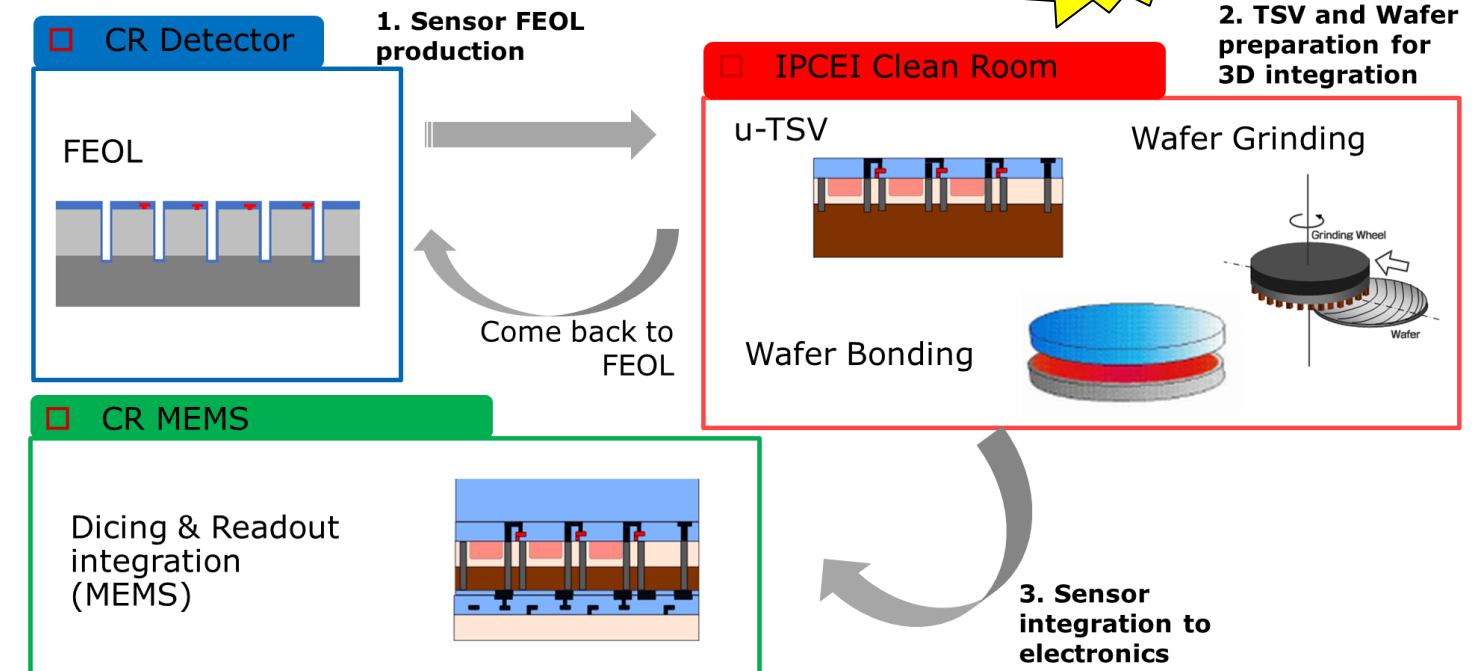 CR Detector
1. Sensor FEOL
production
FEOL
Come back to
FEOL
2. TSV and Wafer
preparation for
3D integration
IPCEI Clean Room
u-TSV
Wafer Grinding
Grinding Wheel
Wafer
Wafer Bonding
CR MEMS
Dicing & Readout
integration
(MEMS)
3. Sensor
integration to
electronics